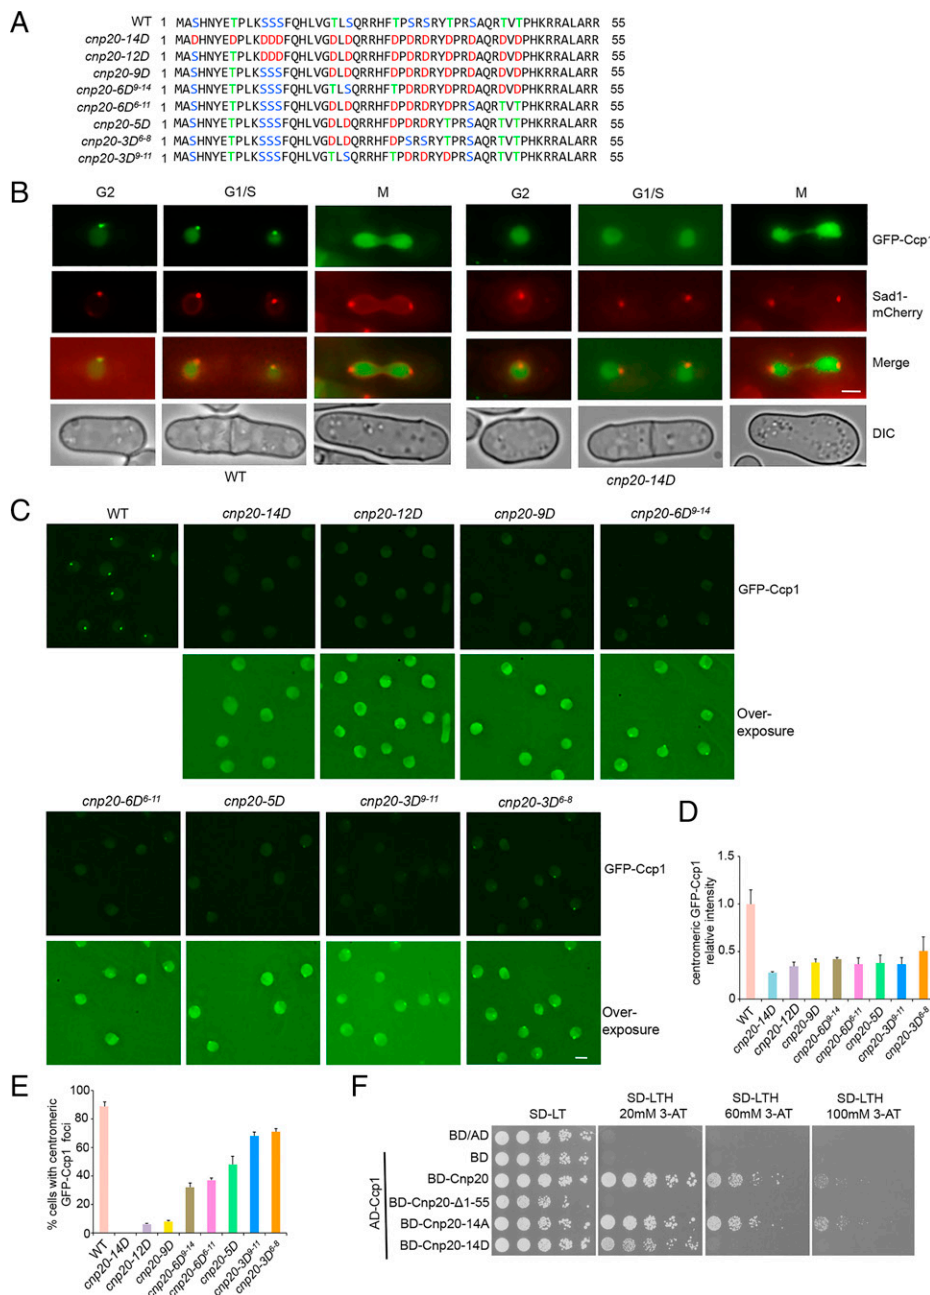 A
WT 1 MASHNYETPLKSSSFQHLVGTLSQRRHFTPSRSRYTPRSAQRTVTPHKRRALARR 55
cnp20-14D 1 MADHNYEDPLKDDDFQHLVGDLDQRRHFDPDRDRYDPRDAQRDVDPHKRRALARR 55
cnp20-12D 1 MASHNYETPLKDDDFQHLVGDLDQRRHFDPDRDRYDPRDAQRDVDPHKRRALARR 55
cnp20-9D 1 MASHNYETPLKSSSFQHLVGDLDQRRHFDPDRDRYDPRDAQRDVDPHKRRALARR 55
cnp20-6D9-14 1 MASHNYETPLKSSSFQHLVGTLSQRRHFTPDRDRYDPRDAQRDVDPHKRRALARR 55
cnp20-6D6-11 1 MASHNYETPLKSSSFQHLVGDLDQRRHFDPDRDRYDPRSAQRTVTPHKRRALARR 55
cnp20-5D 1 MASHNYETPLKSSSFQHLVGDLDQRRHFDPDRDRYTPRSAQRTVTPHKRRALARR 55
cnp20-3D6-8 1 MASHNYETPLKSSSFQHLVGDLDQRRHFDPSRSRYTPRSAQRTVTPHKRRALARR 55
cnp20-3D9-11 1 MASHNYETPLKSSSFQHLVGTLSQRRHFTPDRDRYDPRSAQRTVTPHKRRALARR 55
B
G2 G1/S M G2 G1/S M
GFP-Ccp1
Sad1-
mCherry
Merge
DIC
WT cnp20-14D
C
WT cnp20-14D cnp20-12D cnp20-9D cnp20-6D9-14
GFP-Ccp1
Over-
exposure
cnp20-6D6-11 cnp20-5D cnp20-3D9-11 cnp20-3D6-8
GFP-Ccp1
Over-
exposure
D
centromeric GFP-Ccp1
relative intensity
1.5
1.0
0.5
0
WT cnp20-14D cnp20-12D cnp20-9D cnp20-6D9-14 cnp20-6D6-11 cnp20-5D cnp20-3D9-11 cnp20-3D6-8
E
% cells with centromeric
GFP-Ccp1 foci
100
80
60
40
20
0
WT cnp20-14D cnp20-12D cnp20-9D cnp20-6D9-14 cnp20-6D6-11 cnp20-5D cnp20-3D9-11 cnp20-3D6-8
F
SD-LT
SD-LTH
20mM 3-AT
SD-LTH
60mM 3-AT
SD-LTH
100mM 3-AT
AD-Ccp1
BD/AD
BD
BD-Cnp20
BD-Cnp20-Δ1-55
BD-Cnp20-14A
BD-Cnp20-14D